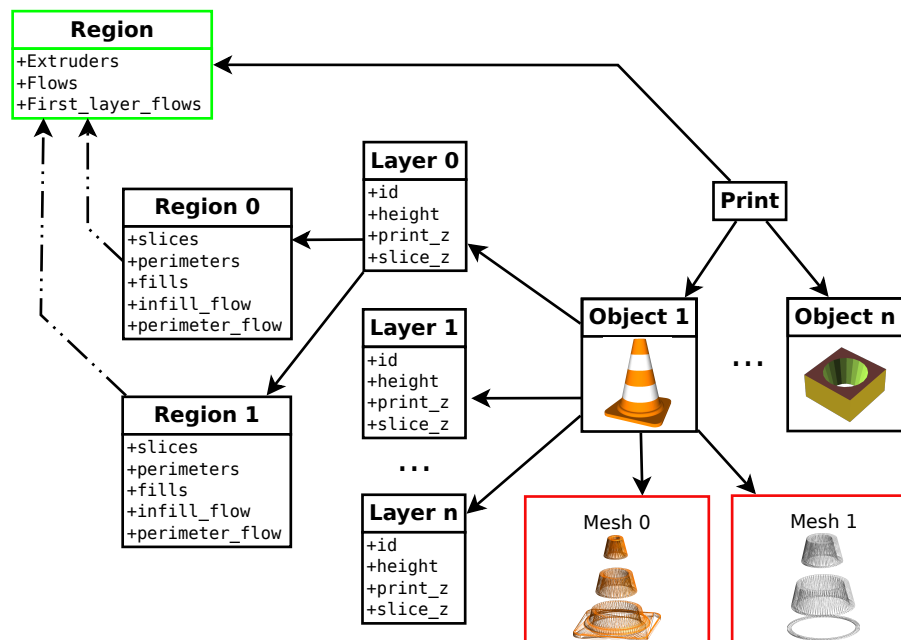 Region
+Extruders
+Flows
+First_layer_flows
Layer 0
+id
+height
+print_z
+slice_z
Print
Region 0
+slices
+perimeters
+fills
+infill_flow
+perimeter_flow
Object 1
Object n
...
Layer 1
+id
+height
+print_z
+slice_z
...
Region 1
+slices
+perimeters
+fills
+infill_flow
+perimeter_flow
Layer n
+id
+height
+print_z
+slice_z
Mesh 0
Mesh 1